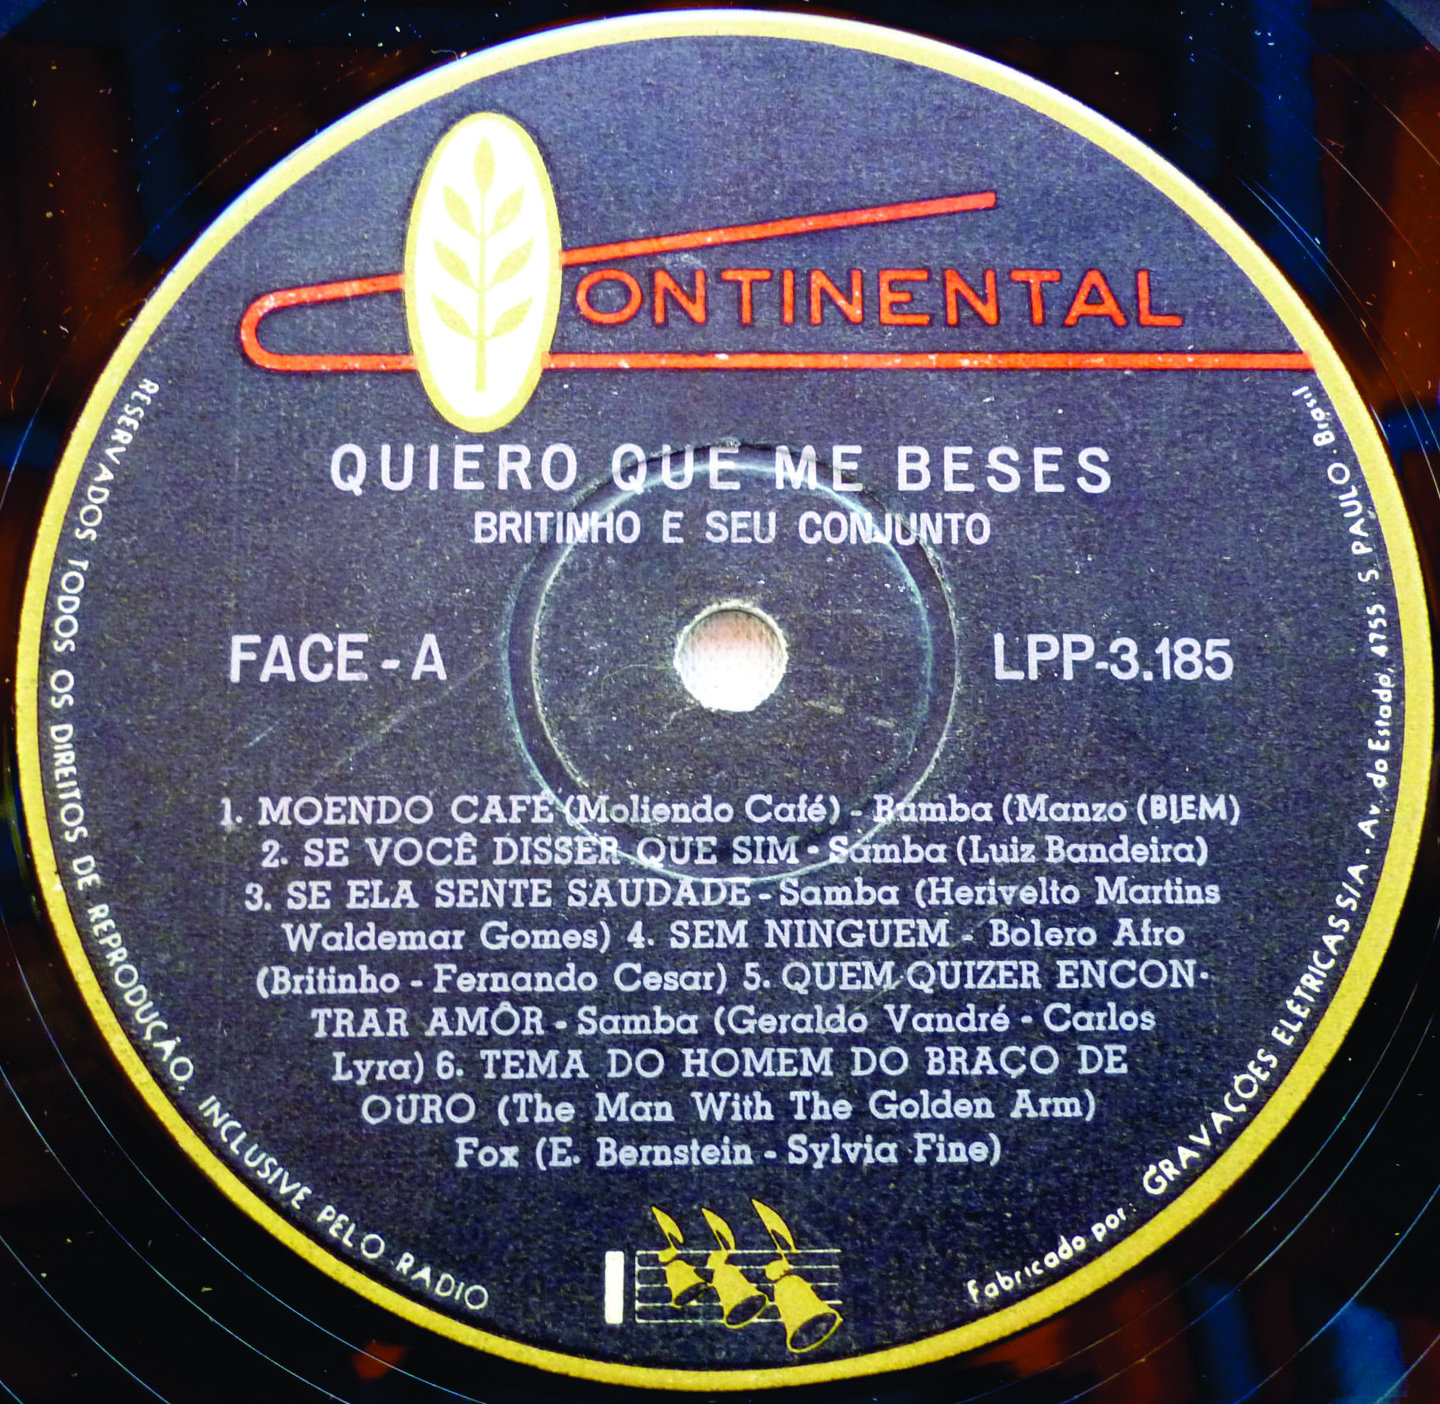 CONTINENTAL
QUIERO QUE ME BESES
BRITINHO E SEU CONJUNTO
FACE - A
LPP-3.185
1. MOENDO CAFÉ (Moliendo Café) - Rumba (Manzo (BIEM)
2. SE VOCÊ DISSER QUE SIM - Samba (Luiz Bandeira)
3. SE ELA SENTE SAUDADE - Samba (Herivelto Martins
Waldemar Gomes) 4. SEM NINGUEM - Bolero Afro
(Britinho - Fernando Cesar) 5. QUEM QUIZER ENCON-
TRAR AMÔR - Samba (Geraldo Vandré - Carlos
Lyra) 6. TEMA DO HOMEM DO BRAÇO DE
OURO (The Man With The Golden Arm)
Fox (E. Bernstein - Sylvia Fine)
RESERVADOS TODOS OS DIREITOS DE REPRODUÇÃO, INCLUSIVE PELO RADIO
Fabricado por: GRAVAÇÕES ELÉTRICAS S/A. Av. do Estado, 4755 S. PAULO - Brasil